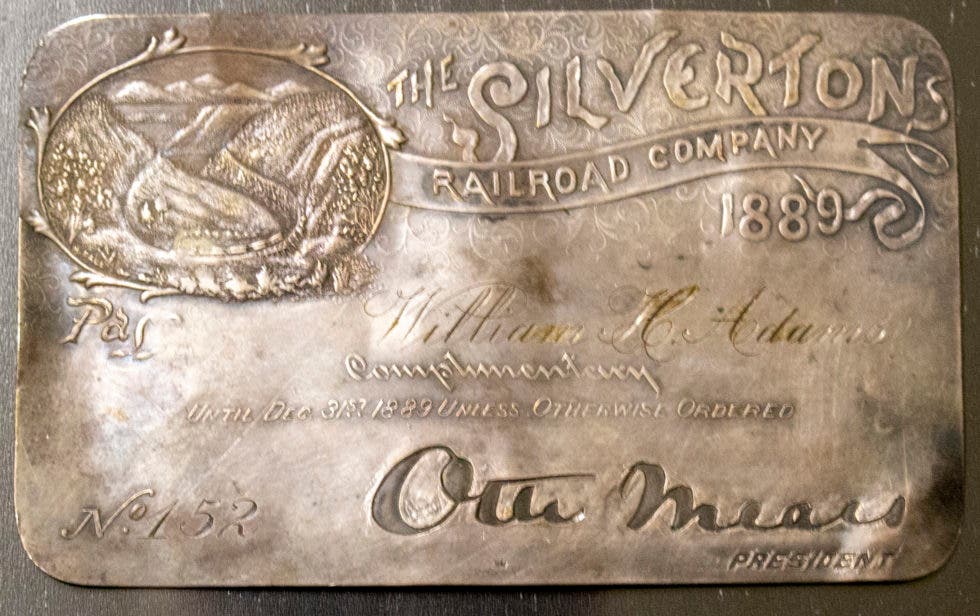 THE SILVERTON
RAILROAD COMPANY
1889
Pass William H. Adams
Complimentary
UNTIL DEC. 31ST. 1889 UNLESS OTHERWISE ORDERED
No. 152
Otto Mears
PRESIDENT